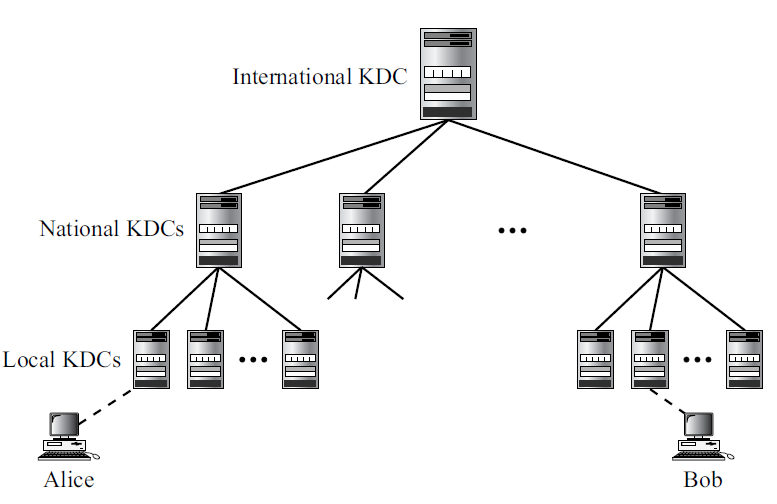 International KDC
National KDCs
Local KDCs
Alice
Bob